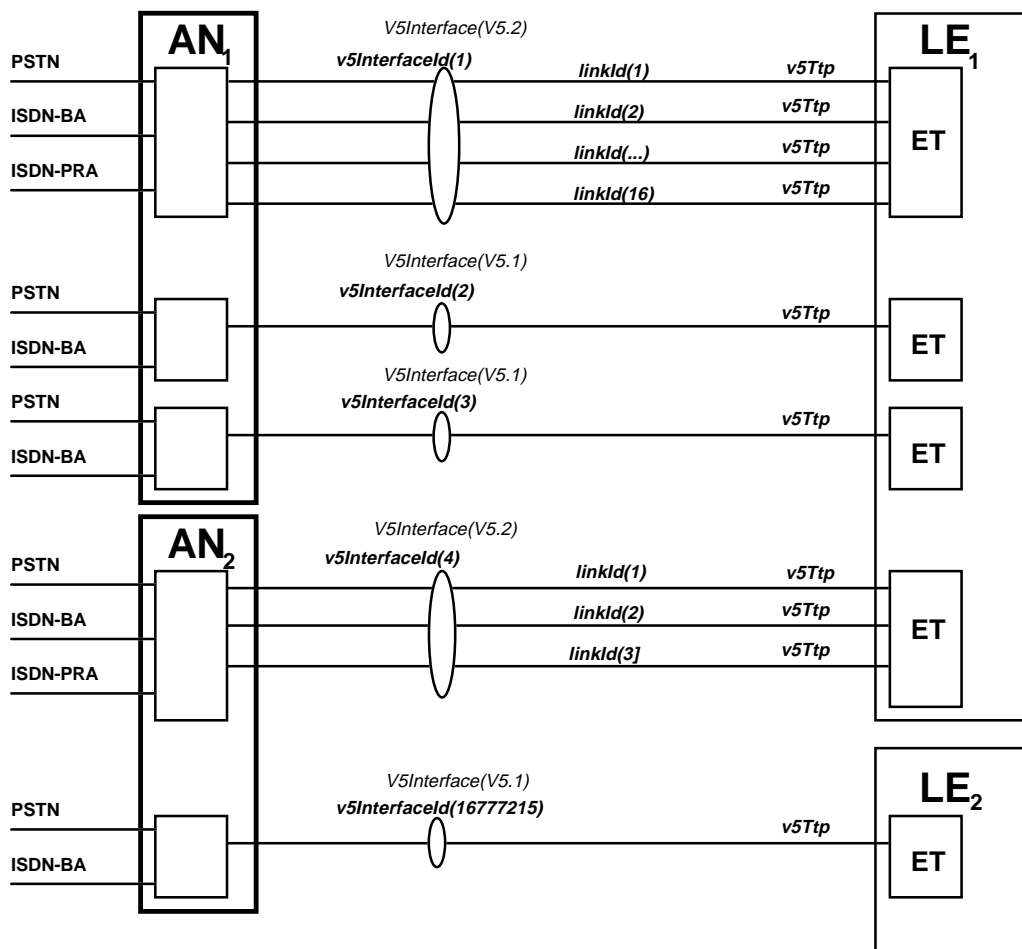 V5Interface(V5.2)
AN1
LE1
PSTN
v5InterfaceId(1)
linkId(1)
v5Ttp
ISDN-BA
linkId(2)
v5Ttp
ET
ISDN-PRA
linkId(...)
v5Ttp
linkId(16)
v5Ttp
V5Interface(V5.1)
PSTN
v5InterfaceId(2)
v5Ttp
ET
ISDN-BA
V5Interface(V5.1)
PSTN
v5InterfaceId(3)
v5Ttp
ET
ISDN-BA
V5Interface(V5.2)
AN2
PSTN
v5InterfaceId(4)
linkId(1)
v5Ttp
ISDN-BA
linkId(2)
v5Ttp
ET
ISDN-PRA
linkId(3]
v5Ttp
V5Interface(V5.1)
LE2
PSTN
v5InterfaceId(16777215)
v5Ttp
ISDN-BA
ET